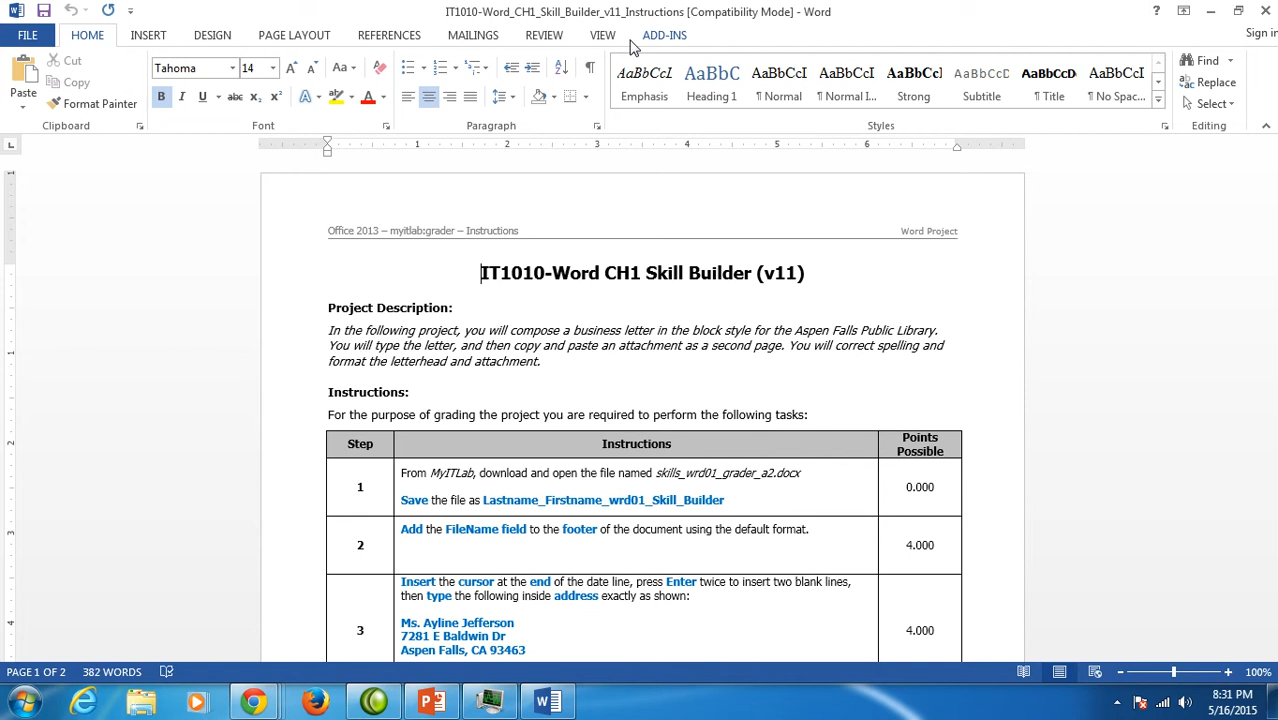 IT1010-Word_CH1_Skill_Builder_v11_Instructions [Compatibility Mode] - Word
?
FILE HOME INSERT DESIGN PAGE LAYOUT REFERENCES MAILINGS REVIEW VIEW ADD-INS Sign in
Paste
Cut
Copy
Format Painter
Clipboard
Tahoma 14 Aa
B I U abc x₂ x² A A
Font
Paragraph
AaBbCcI AaBbC AaBbCcI AaBbCcI AaBbCcI AaBbCcI AaBbCcD AaBbCcI
Emphasis Heading 1 ¶ Normal ¶ Normal I... Strong Subtitle ¶ Title ¶ No Spac...
Styles
Find
Replace
Select
Editing
1 2 3 4 5 6
Office 2013 – myitlab:grader – Instructions Word Project
IT1010-Word CH1 Skill Builder (v11)
Project Description:
In the following project, you will compose a business letter in the block style for the Aspen Falls Public Library.
You will type the letter, and then copy and paste an attachment as a second page. You will correct spelling and
format the letterhead and attachment.
Instructions:
For the purpose of grading the project you are required to perform the following tasks:
Step Instructions Points Possible
1 From MyITLab, download and open the file named skills_wrd01_grader_a2.docx 0.000
Save the file as Lastname_Firstname_wrd01_Skill_Builder
2 Add the FileName field to the footer of the document using the default format. 4.000
Insert the cursor at the end of the date line, press Enter twice to insert two blank lines,
then type the following inside address exactly as shown:
3 Ms. Ayline Jefferson 4.000
7281 E Baldwin Dr
Aspen Falls, CA 93463
PAGE 1 OF 2 382 WORDS 100%
8:31 PM
5/16/2015